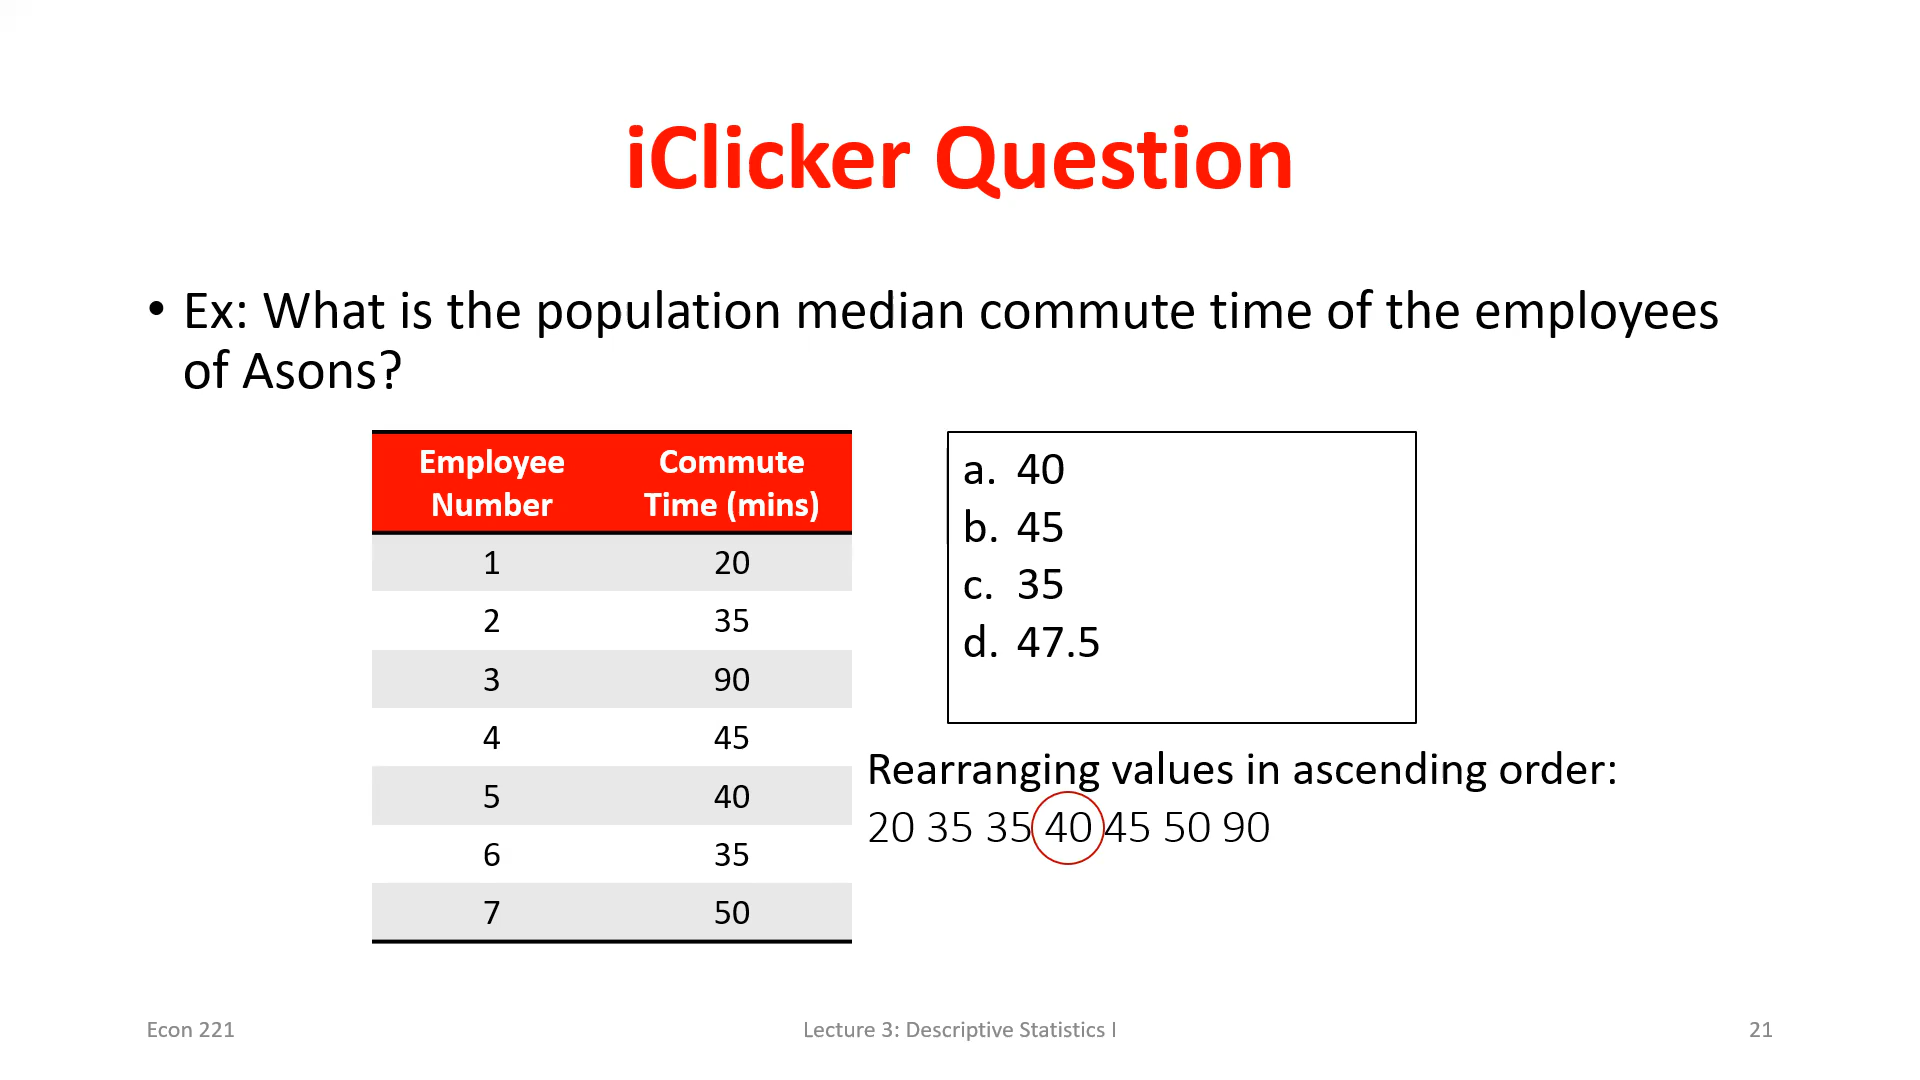 iClicker Question
• Ex: What is the population median commute time of the employees
of Asons?
Employee Number Commute Time (mins)
1 20
2 35
3 90
4 45
5 40
6 35
7 50
a. 40
b. 45
c. 35
d. 47.5
Rearranging values in ascending order:
20 35 35 40 45 50 90
Econ 221 Lecture 3: Descriptive Statistics I 21